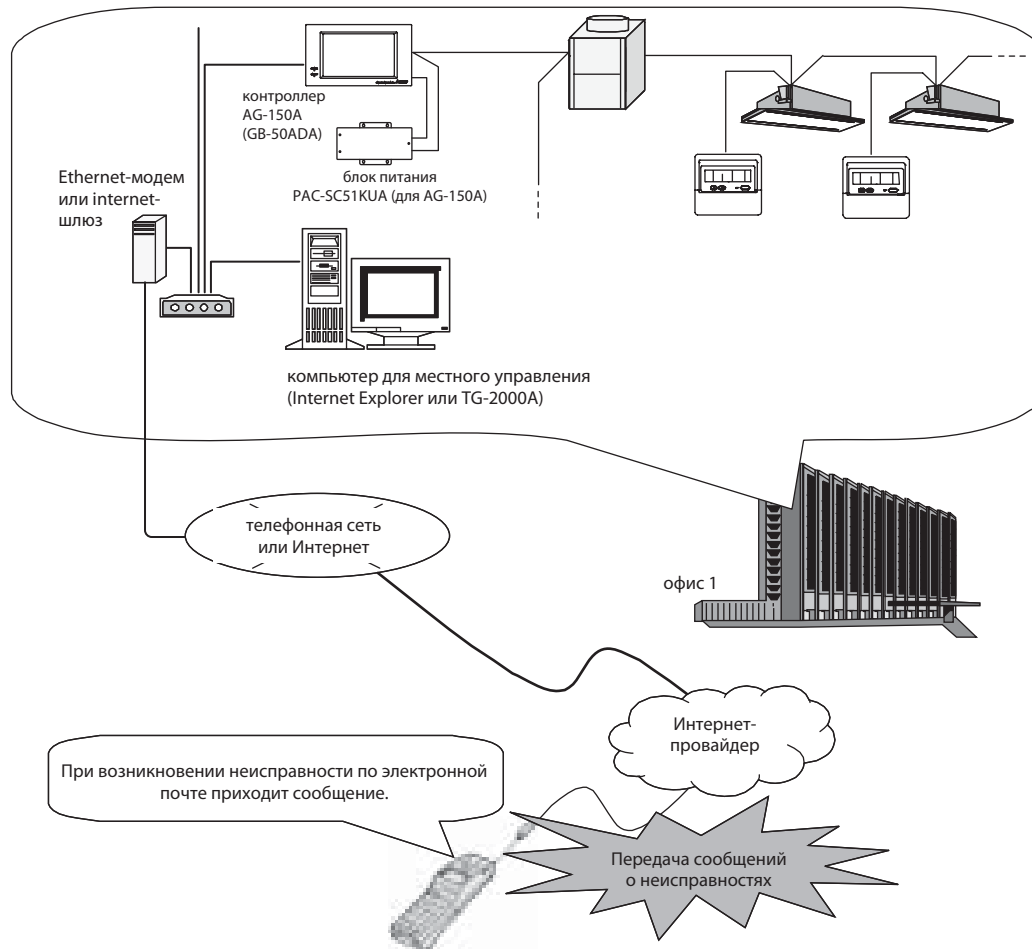 контроллер
AG-150A
(GB-50ADA)
блок питания
PAC-SC51KUA (для AG-150A)
Ethernet-модем
или internet-
шлюз
компьютер для местного управления
(Internet Explorer или TG-2000A)
телефонная сеть
или Интернет
офис 1
Интернет-
провайдер
При возникновении неисправности по электронной
почте приходит сообщение.
Передача сообщений
о неисправностях